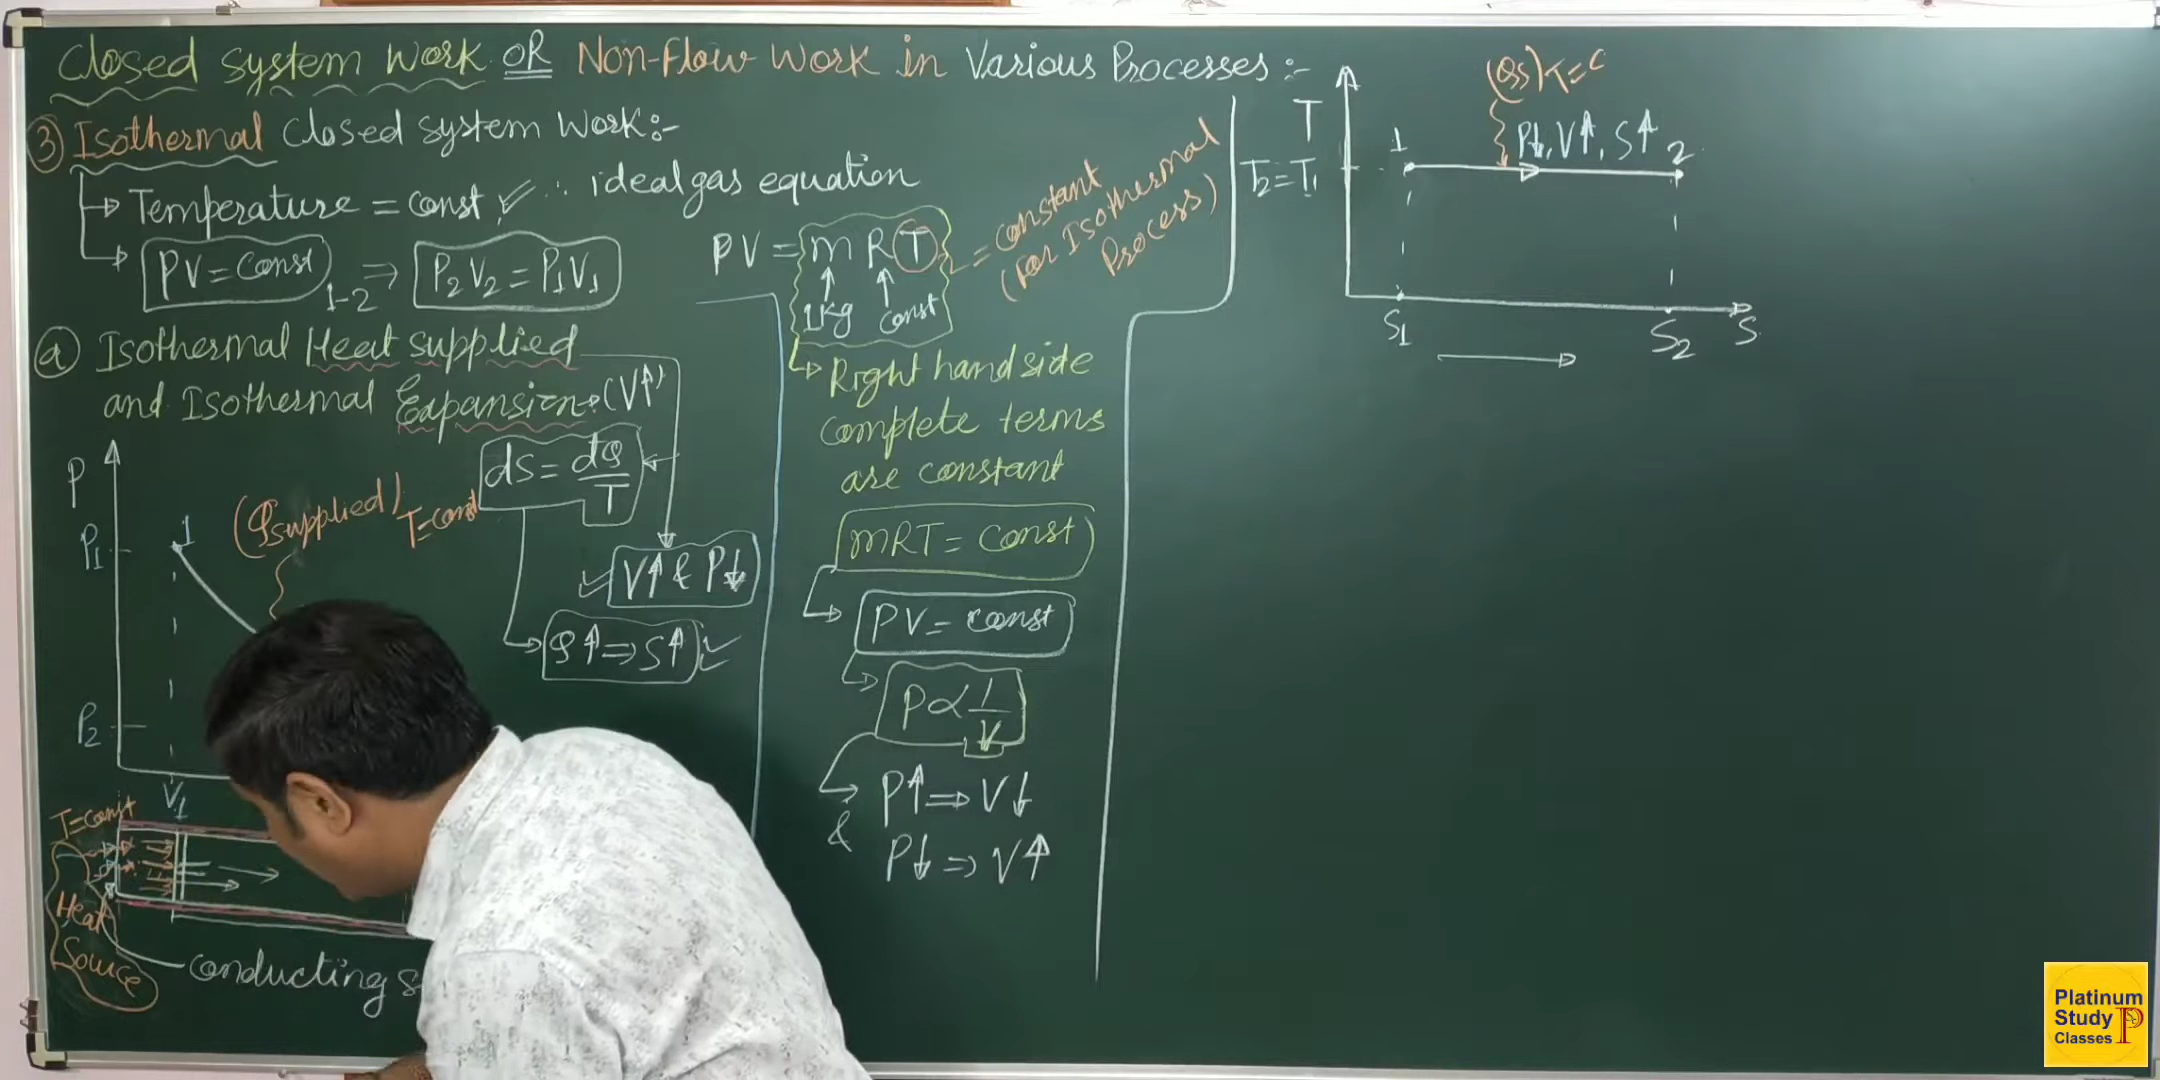 Closed System Work OR Non-Flow Work in Various Processes :-
③ Isothermal Closed System Work:-
→ Temperature = const, ✓ ∴ ideal gas equation
→ PV = Const 1-2 ⇒ P₂V₂ = P₁V₁
PV = m R T = constant
(For Isothermal
Process)
↑ ↑
1kg const
ⓐ Isothermal Heat supplied
and Isothermal Expansion:- (V↑)
dS = dQ/T
P
P₁
1
(Qsupplied) T=const
✓ V↑ & P↓
Q↑ ⇒ S↑ ✓
P₂
V₁
T=const
Heat
Source
conducting
→ Right hand side
complete terms
are constant
mRT = Const
→ PV = const
→ P ∝ 1/V
→ P↑ ⇒ V↓
&
P↓ ⇒ V↑
(Qs)T=C
T
1
P↓, V↑, S↑ 2
T₂ = T₁
S₁
S₂
S
Platinum
Study
Classes